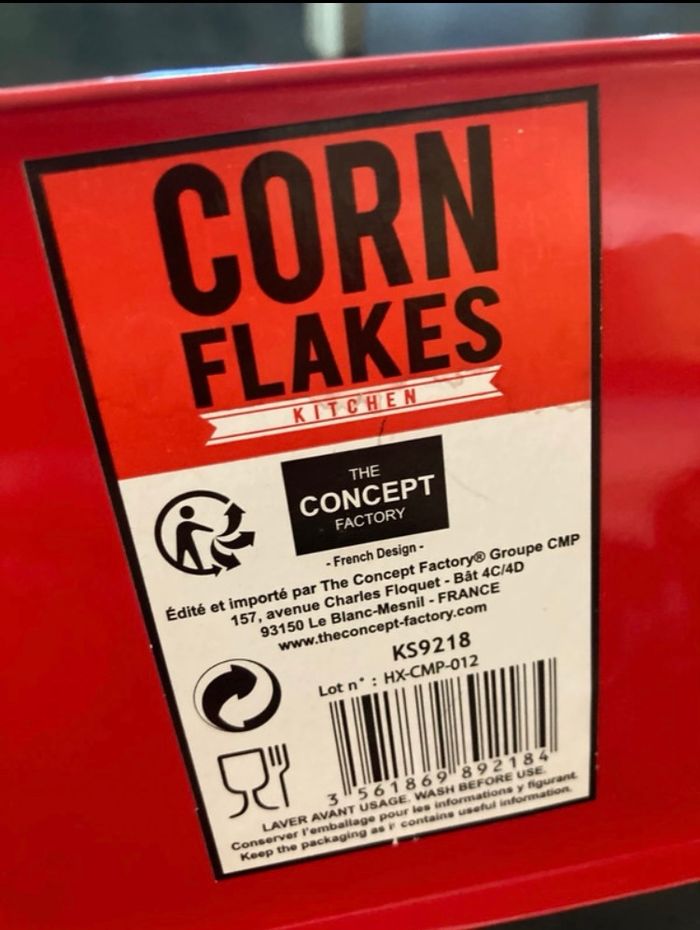 CORN
FLAKES
KITCHEN
THE
CONCEPT
FACTORY
- French Design -
Édité et importé par The Concept Factory® Groupe CMP
157, avenue Charles Floquet - Bât 4C/4D
93150 Le Blanc-Mesnil - FRANCE
www.theconcept-factory.com
KS9218
Lot n° : HX-CMP-012
3 561869 892184
LAVER AVANT USAGE. WASH BEFORE USE.
Conserver l'emballage pour les informations y figurant.
Keep the packaging as it contains useful information.